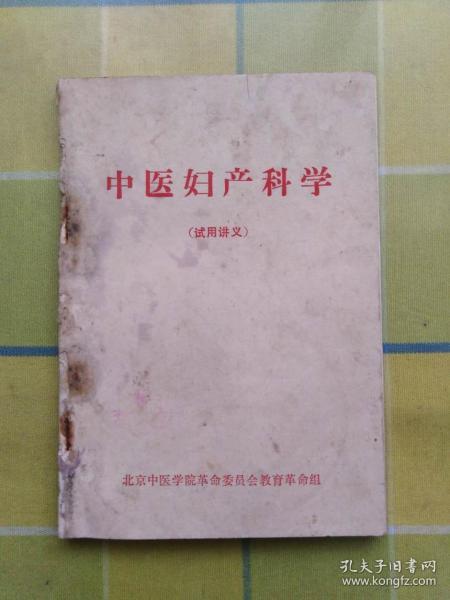 中医妇产科学
（试用讲义）
北京中医学院革命委员会教育革命组
孔夫子旧书网
www.kongfz.com